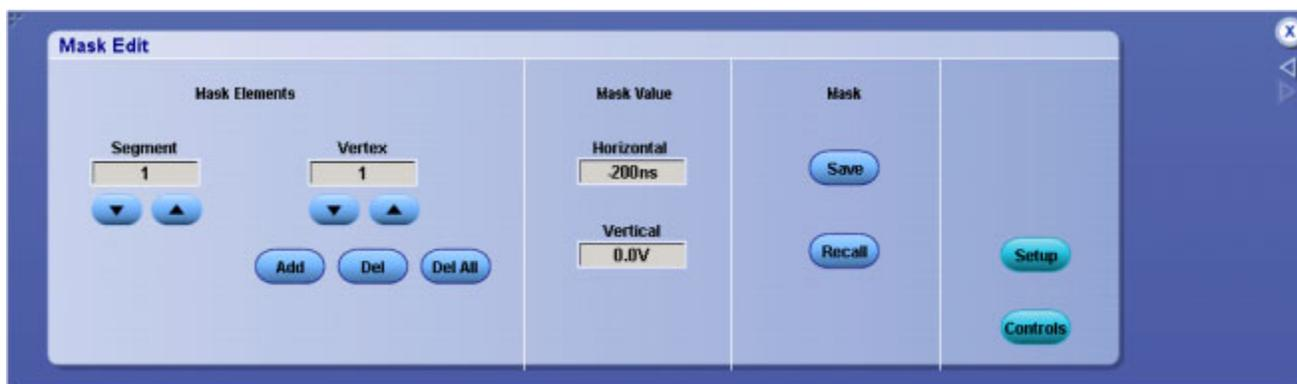 Mask Edit
Mask Elements
Mask Value
Mask
Segment
Vertex
Horizontal
1
1
-200ns
Save
Vertical
0.0V
Add
Del
Del All
Recall
Setup
Controls
X